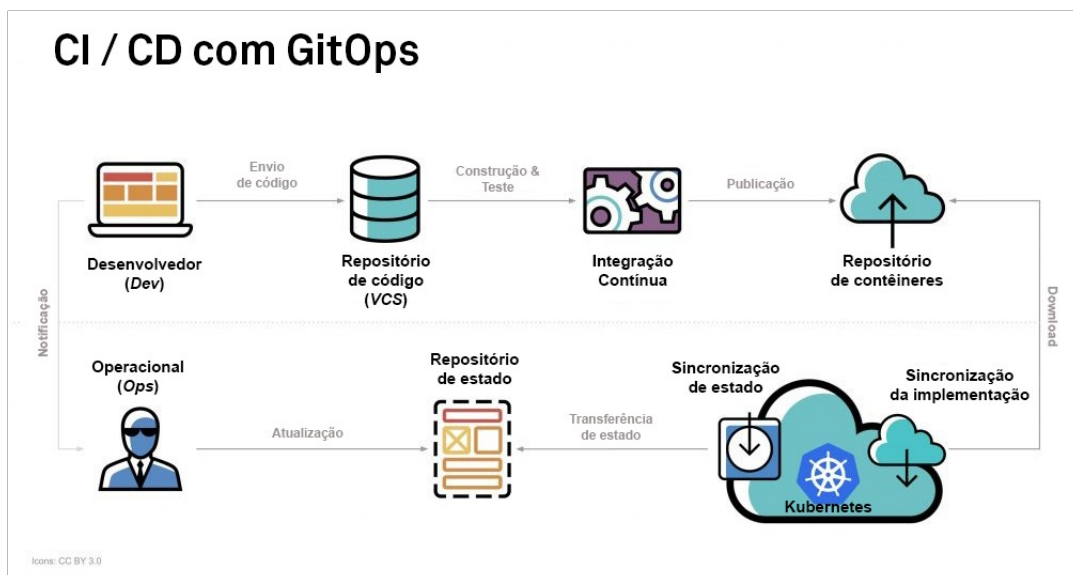 CI / CD com GitOps
Envio
de código
Construção &
Teste
Publicação
Desenvolvedor
(Dev)
Repositório
de código
(VCS)
Integração
Contínua
Repositório
de contêineres
Notificação
Download
Operacional
(Ops)
Atualização
Repositório
de estado
Transferência
de estado
Sincronização
de estado
Sincronização
da implementação
Kubernetes
Icons: CC BY 3.0